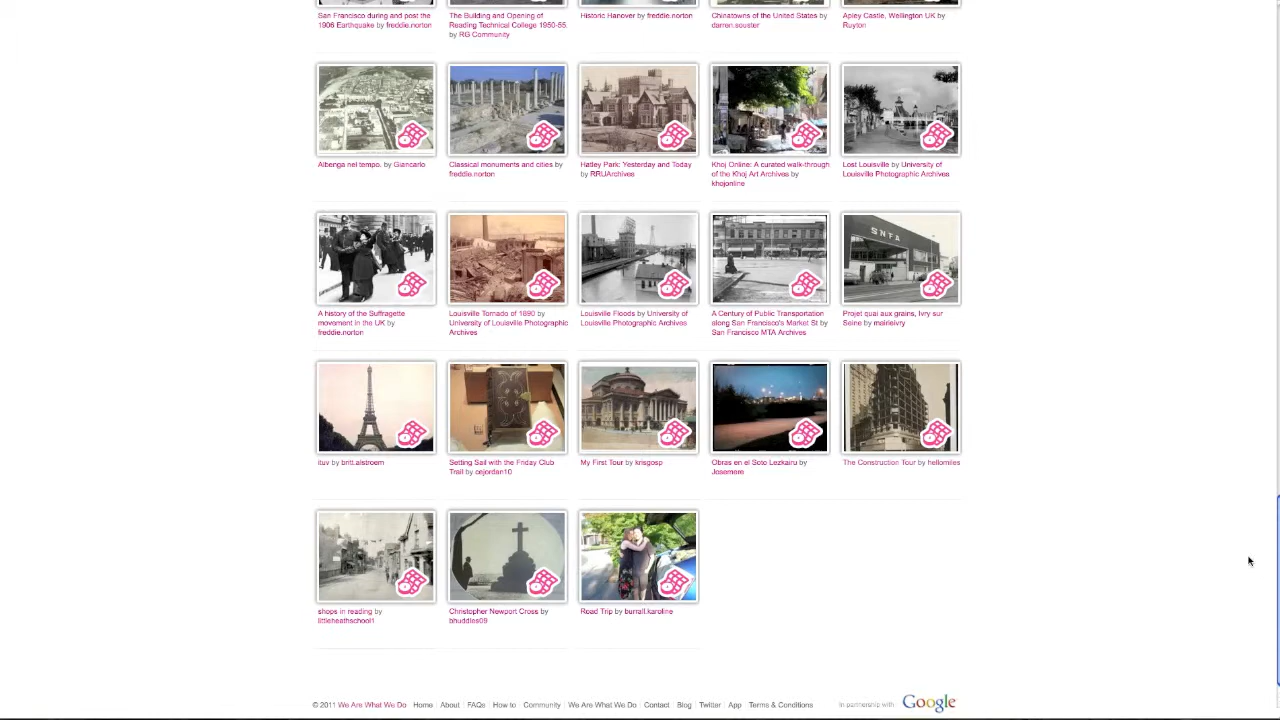 San Francisco during and post the
1906 Earthquake by freddie.norton
The Building and Opening of
Reading Technical College 1950-55.
by RG Community
Historic Hanover by freddie.norton
Chinatowns of the United States by
darren.souster
Apley Castle, Wellington UK by
Ruyton
Albenga nel tempo. by Giancarlo
Classical monuments and cities by
freddie.norton
Hatley Park: Yesterday and Today
by RRUArchives
Khoj Online: A curated walk-through
of the Khoj Art Archives by
khojonline
Lost Louisville by University of
Louisville Photographic Archives
SNTA
A history of the Suffragette
movement in the UK by
freddie.norton
Louisville Tornado of 1890 by
University of Louisville Photographic
Archives
Louisville Floods by University of
Louisville Photographic Archives
A Century of Public Transportation
along San Francisco's Market St by
San Francisco MTA Archives
Projet quai aux grains, Ivry sur
Seine by mairieivry
ituv by britt.alstroem
Setting Sail with the Friday Club
Trail by cejordan10
My First Tour by krisgosp
Obras en el Soto Lezkairu by
Josemore
The Construction Tour by hellomiles
shops in reading by
littleheathschool1
Christopher Newport Cross by
bhuddles09
Road Trip by burrall.karoline
© 2011 We Are What We Do Home About FAQs How to Community We Are What We Do Contact Blog Twitter App Terms & Conditions In partnership with Google